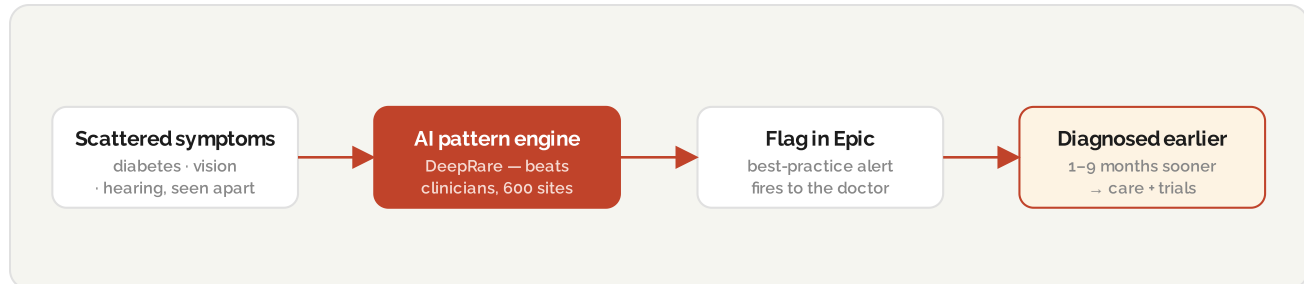 Scattered symptoms
diabetes · vision
· hearing, seen apart
AI pattern engine
DeepRare — beats
clinicians, 600 sites
Flag in Epic
best-practice alert
fires to the doctor
Diagnosed earlier
1–9 months sooner
→ care + trials